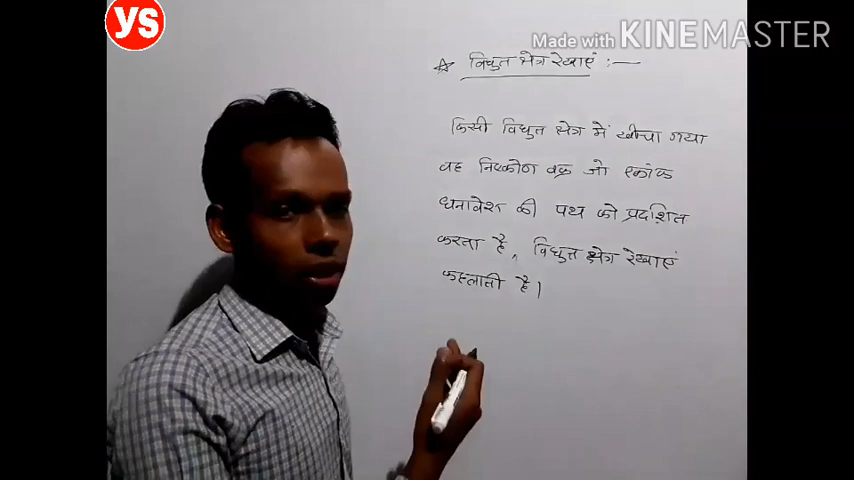 YS
Made with KINEMASTER
☆ विधुत क्षेत्र रेखाएं :—
किसी विधुत क्षेत्र में खींचा गया
वह निष्कोण वक्र जो एकांक
धनावेश की पथ को प्रदर्शित
करता है, विधुत क्षेत्र रेखाएं
कहलाती है।